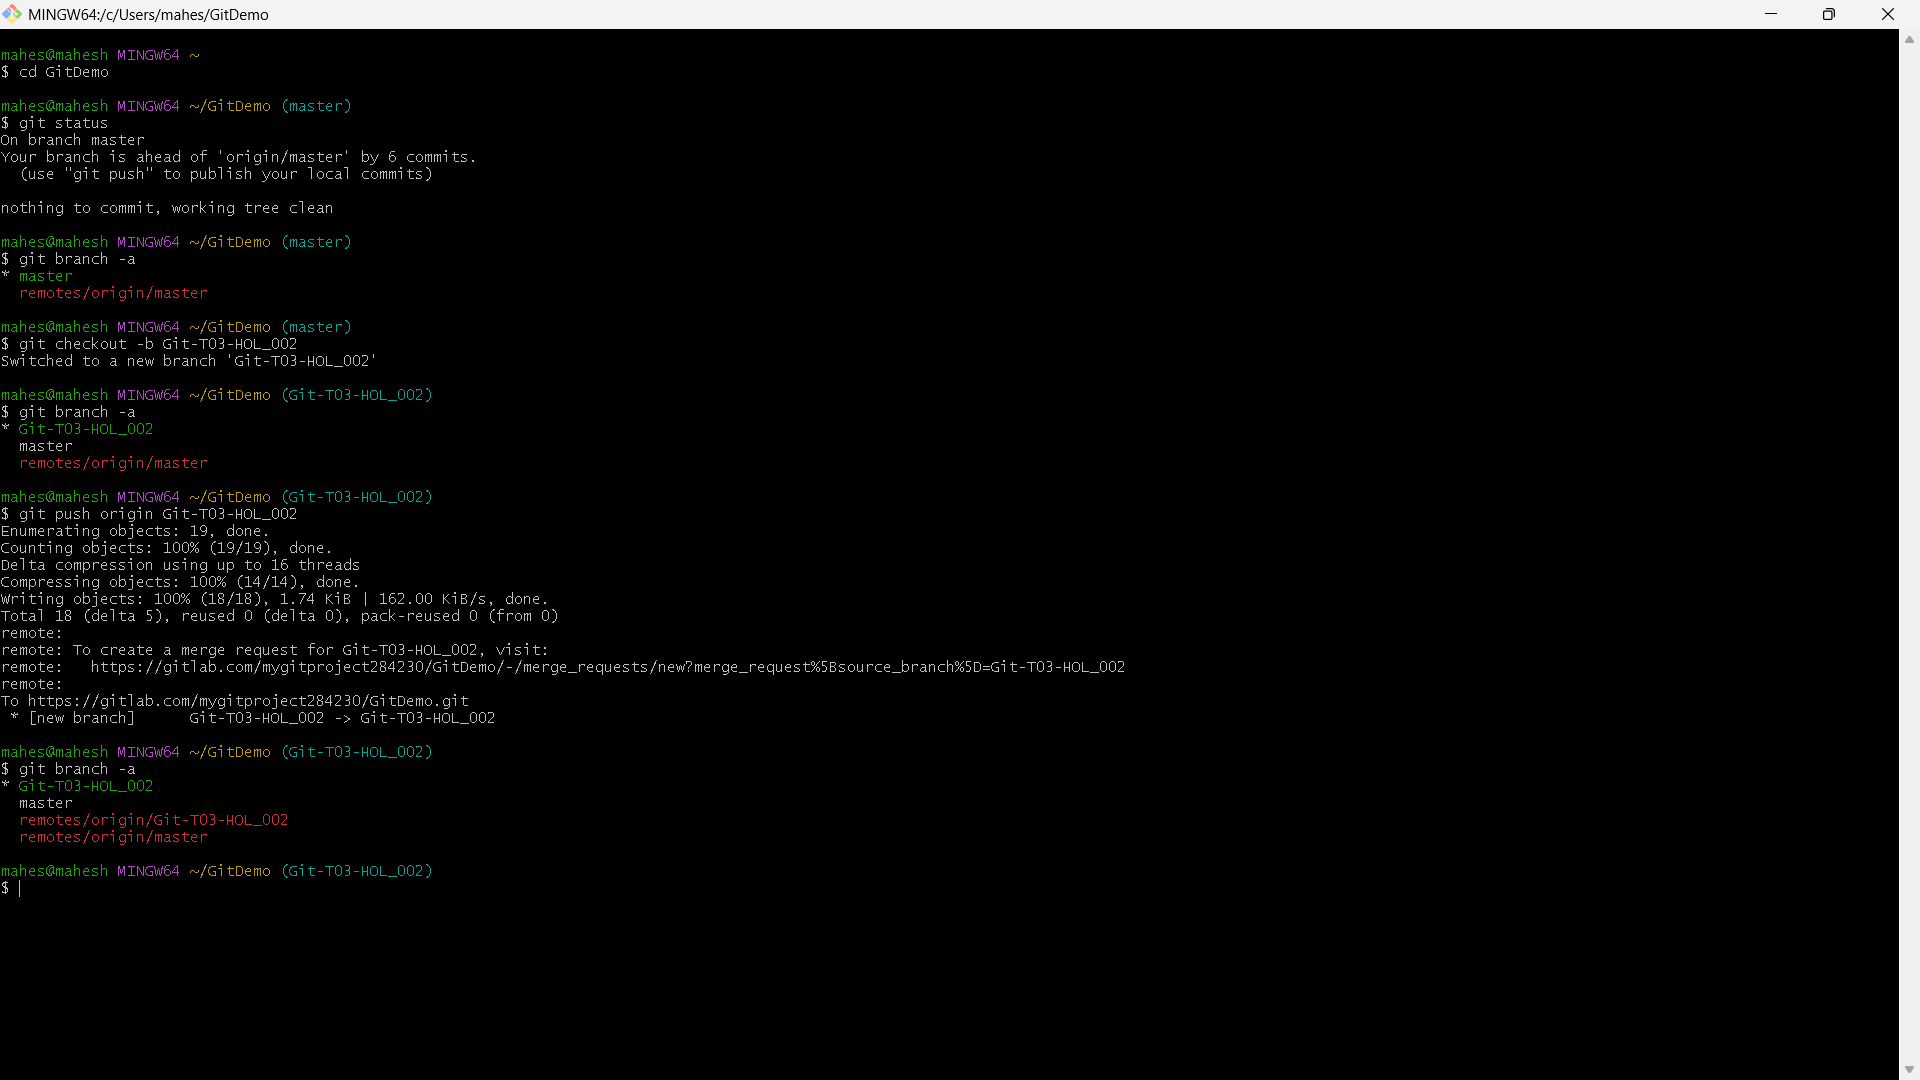 MINGW64:/c/Users/mahes/GitDemo
mahes@mahesh MINGW64 ~
$ cd GitDemo
mahes@mahesh MINGW64 ~/GitDemo (master)
$ git status
On branch master
Your branch is ahead of 'origin/master' by 6 commits.
  (use "git push" to publish your local commits)
nothing to commit, working tree clean
mahes@mahesh MINGW64 ~/GitDemo (master)
$ git branch -a
* master
  remotes/origin/master
mahes@mahesh MINGW64 ~/GitDemo (master)
$ git checkout -b Git-T03-HOL_002
Switched to a new branch 'Git-T03-HOL_002'
mahes@mahesh MINGW64 ~/GitDemo (Git-T03-HOL_002)
$ git branch -a
* Git-T03-HOL_002
  master
  remotes/origin/master
mahes@mahesh MINGW64 ~/GitDemo (Git-T03-HOL_002)
$ git push origin Git-T03-HOL_002
Enumerating objects: 19, done.
Counting objects: 100% (19/19), done.
Delta compression using up to 16 threads
Compressing objects: 100% (14/14), done.
Writing objects: 100% (18/18), 1.74 KiB | 162.00 KiB/s, done.
Total 18 (delta 5), reused 0 (delta 0), pack-reused 0 (from 0)
remote:
remote: To create a merge request for Git-T03-HOL_002, visit:
remote:   https://gitlab.com/mygitproject284230/GitDemo/-/merge_requests/new?merge_request%5Bsource_branch%5D=Git-T03-HOL_002
remote:
To https://gitlab.com/mygitproject284230/GitDemo.git
 * [new branch]      Git-T03-HOL_002 -> Git-T03-HOL_002
mahes@mahesh MINGW64 ~/GitDemo (Git-T03-HOL_002)
$ git branch -a
* Git-T03-HOL_002
  master
  remotes/origin/Git-T03-HOL_002
  remotes/origin/master
mahes@mahesh MINGW64 ~/GitDemo (Git-T03-HOL_002)
$